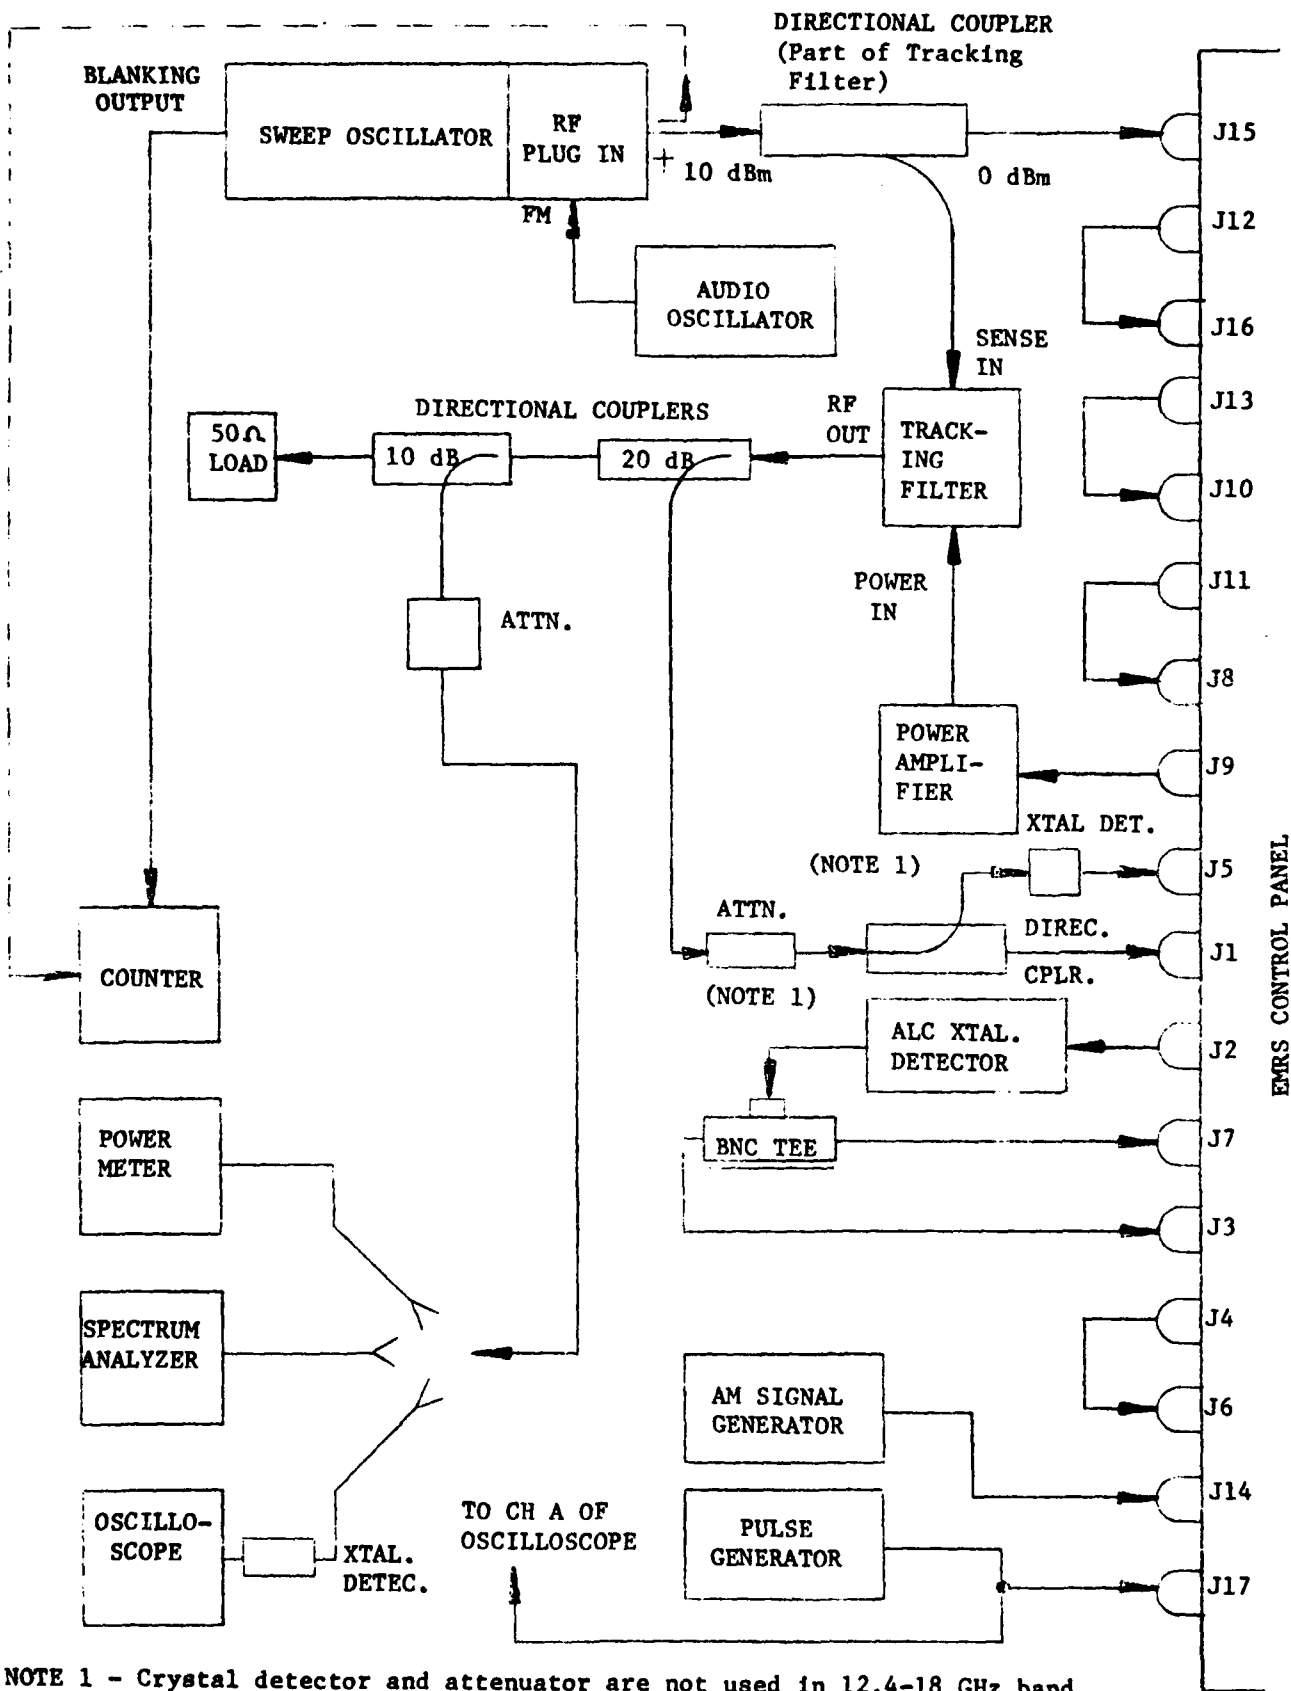 DIRECTIONAL COUPLER
(Part of Tracking
Filter)
BLANKING
OUTPUT
SWEEP OSCILLATOR
RF
PLUG IN
+ 10 dBm
0 dBm
J15
FM
J12
AUDIO
OSCILLATOR
J16
SENSE
IN
J13
DIRECTIONAL COUPLERS
RF
OUT
50Ω
LOAD
10 dB
20 dB
TRACK-
ING
FILTER
J10
POWER
IN
J11
ATTN.
J8
POWER
AMPLI-
FIER
J9
XTAL DET.
(NOTE 1)
J5
ATTN.
DIREC.
CPLR.
J1
(NOTE 1)
COUNTER
ALC XTAL.
DETECTOR
J2
EMRS CONTROL PANEL
POWER
METER
BNC TEE
J7
J3
SPECTRUM
ANALYZER
J4
AM SIGNAL
GENERATOR
J6
J14
OSCILLO-
SCOPE
XTAL.
DETEC.
TO CH A OF
OSCILLOSCOPE
PULSE
GENERATOR
J17
NOTE 1 - Crystal detector and attenuator are not used in 12.4-18 GHz band